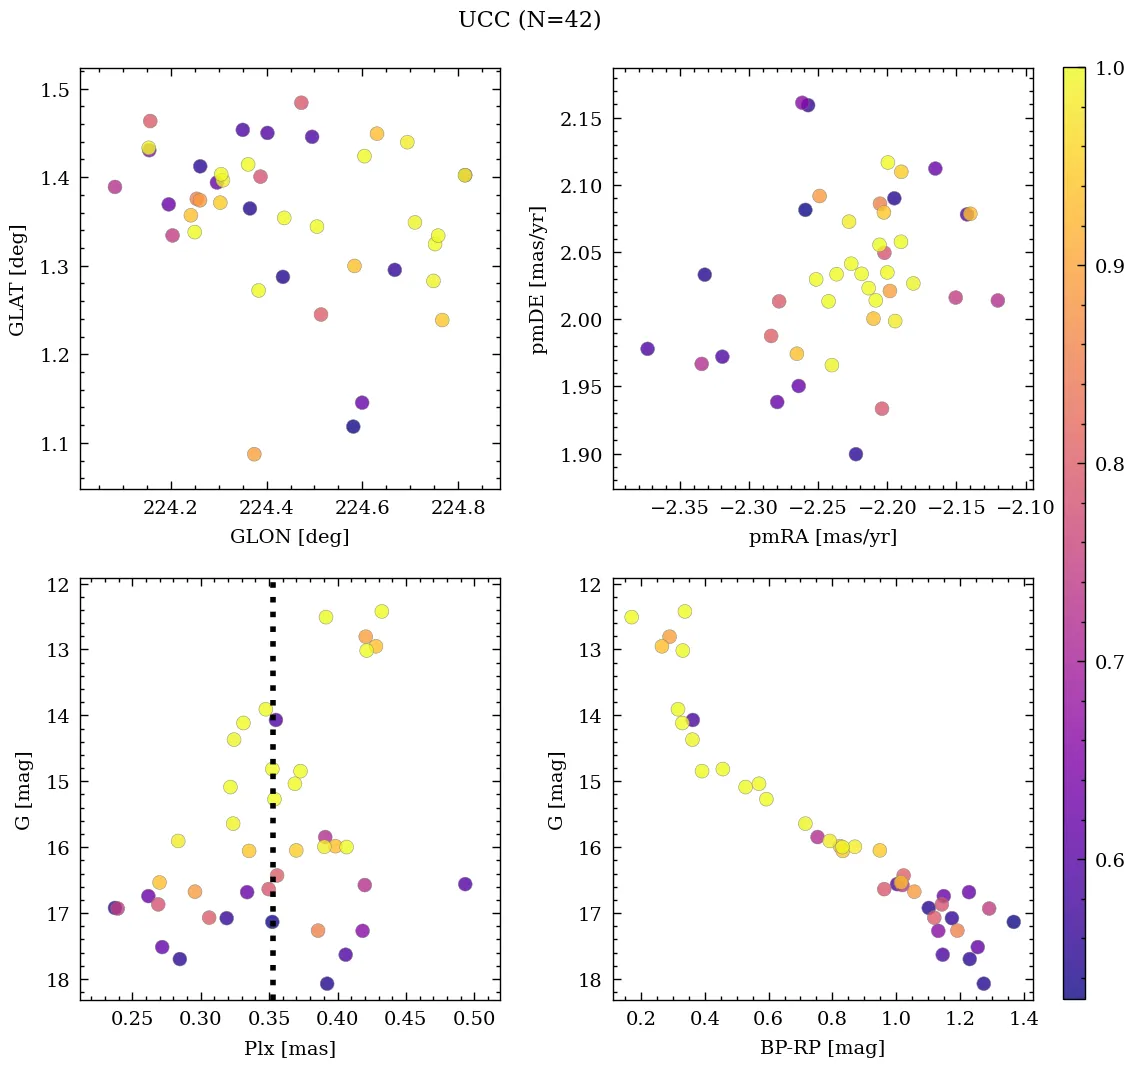 UCC (N=42)
1.5
1.4
1.3
1.2
1.1
GLAT [deg]
224.2 224.4 224.6 224.8
GLON [deg]
2.15
2.10
2.05
2.00
1.95
1.90
pmDE [mas/yr]
−2.35 −2.30 −2.25 −2.20 −2.15 −2.10
pmRA [mas/yr]
1.0
0.9
0.8
0.7
0.6
12
13
14
15
16
17
18
G [mag]
0.25 0.30 0.35 0.40 0.45 0.50
Plx [mas]
12
13
14
15
16
17
18
G [mag]
0.2 0.4 0.6 0.8 1.0 1.2 1.4
BP-RP [mag]